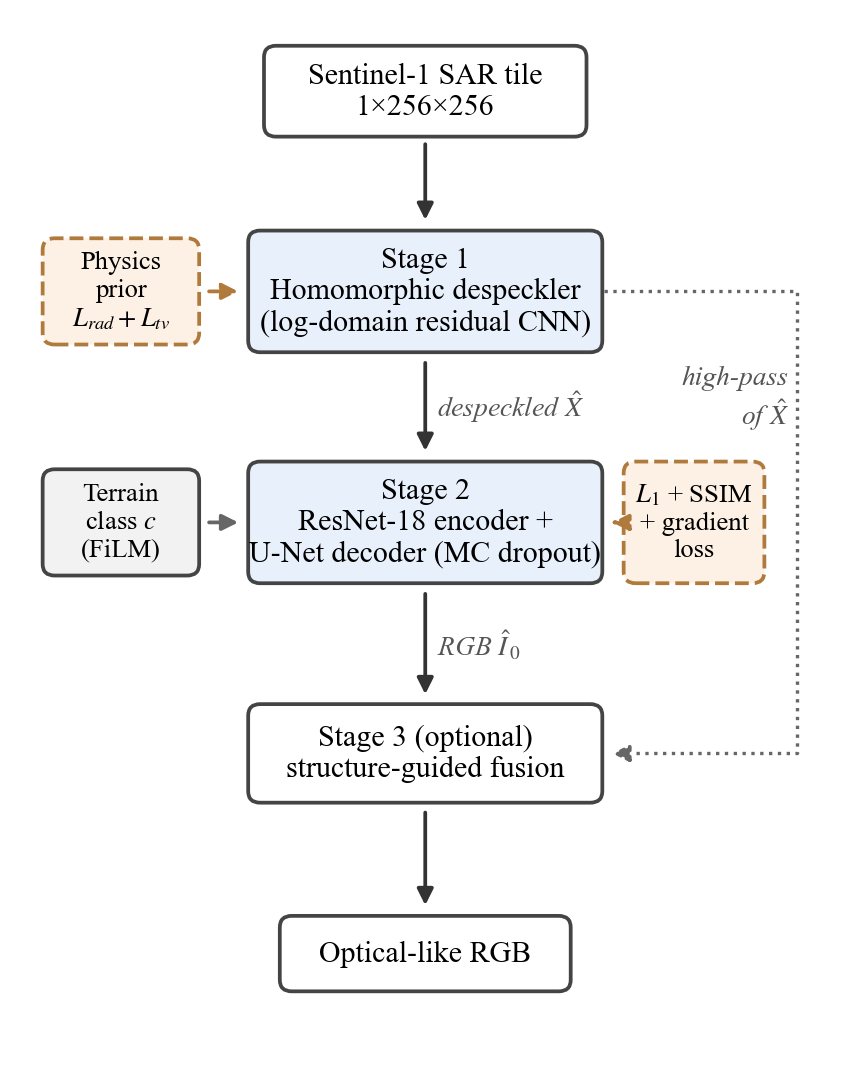 Sentinel-1 SAR tile
1×256×256
Physics
prior
L_rad + L_tv
Stage 1
Homomorphic despeckler
(log-domain residual CNN)
high-pass
of X̂
despeckled X̂
Terrain
class c
(FiLM)
Stage 2
ResNet-18 encoder +
U-Net decoder (MC dropout)
L₁ + SSIM
+ gradient
loss
RGB Î₀
Stage 3 (optional)
structure-guided fusion
Optical-like RGB